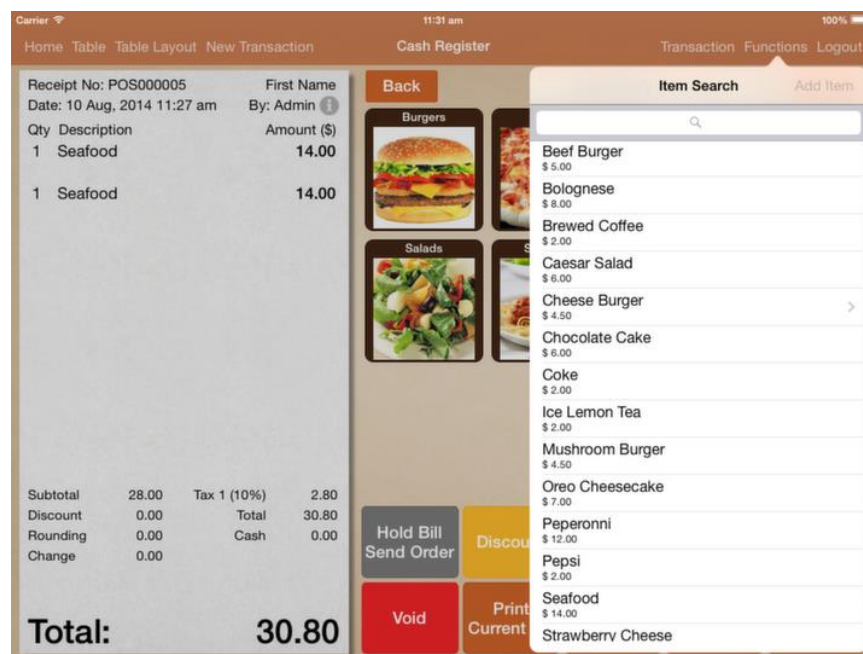 Carrier 11:31 am 100%
Home Table Table Layout New Transaction Cash Register Transaction Functions Logout
Receipt No: POS000005 First Name
Date: 10 Aug, 2014 11:27 am By: Admin i
Qty Description Amount ($)
1 Seafood 14.00
1 Seafood 14.00
Subtotal 28.00 Tax 1 (10%) 2.80
Discount 0.00 Total 30.80
Rounding 0.00 Cash 0.00
Change 0.00
Total: 30.80
Back
Burgers
Salads
Hold Bill
Send Order
Void
Print
Current
Item Search Add Item
Beef Burger
$ 5.00
Bolognese
$ 8.00
Brewed Coffee
$ 2.00
Caesar Salad
$ 6.00
Cheese Burger
$ 4.50
Chocolate Cake
$ 6.00
Coke
$ 2.00
Ice Lemon Tea
$ 2.00
Mushroom Burger
$ 4.50
Oreo Cheesecake
$ 7.00
Peperonni
$ 12.00
Pepsi
$ 2.00
Seafood
$ 14.00
Strawberry Cheese